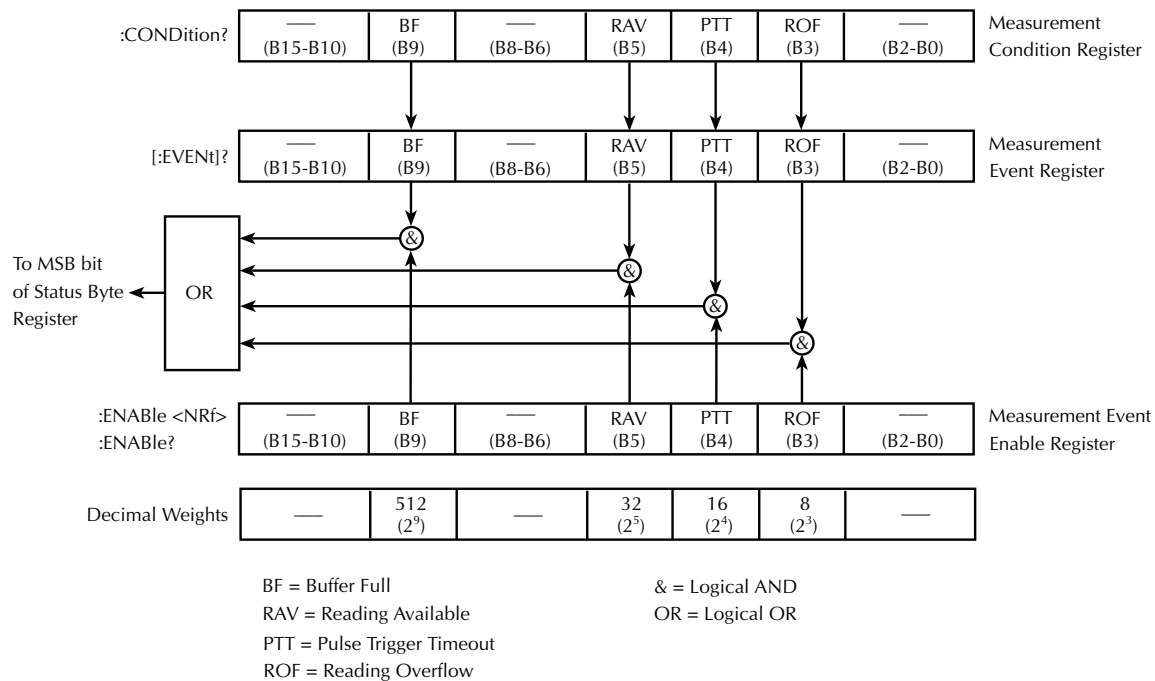 :CONDition?
—— BF —— RAV PTT ROF ——
(B15-B10) (B9) (B8-B6) (B5) (B4) (B3) (B2-B0)
Measurement
Condition Register
[:EVENt]?
—— BF —— RAV PTT ROF ——
(B15-B10) (B9) (B8-B6) (B5) (B4) (B3) (B2-B0)
Measurement
Event Register
&
&
&
&
To MSB bit
of Status Byte
Register
OR
:ENABle <NRf>
:ENABle?
—— BF —— RAV PTT ROF ——
(B15-B10) (B9) (B8-B6) (B5) (B4) (B3) (B2-B0)
Measurement Event
Enable Register
Decimal Weights
—— 512 —— 32 16 8 ——
(2⁹) (2⁵) (2⁴) (2³)
BF = Buffer Full
RAV = Reading Available
PTT = Pulse Trigger Timeout
ROF = Reading Overflow
& = Logical AND
OR = Logical OR